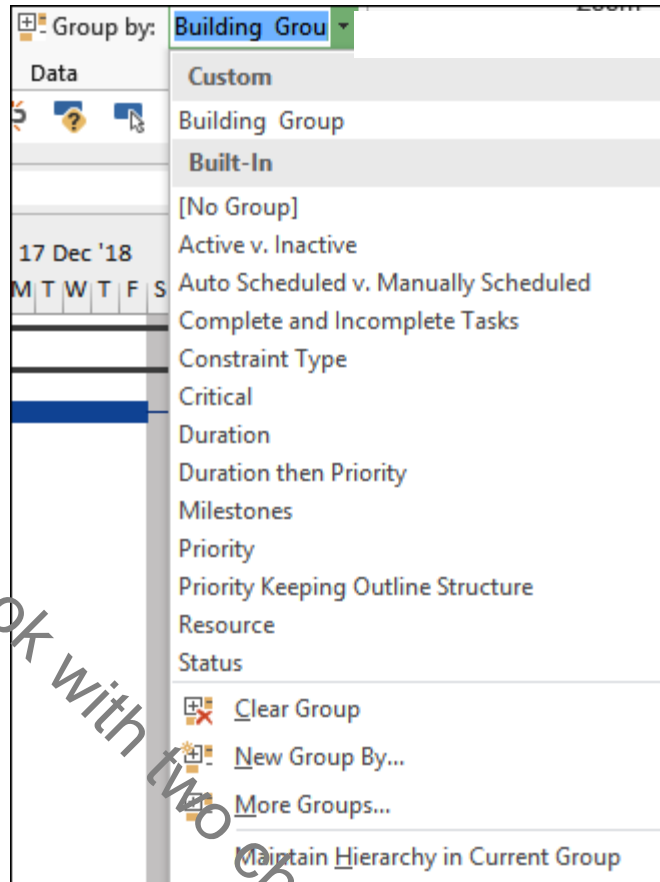 Group by: Building Grou
Data
Custom
Building Group
Built-In
[No Group]
17 Dec '18
Active v. Inactive
M T W T F S
Auto Scheduled v. Manually Scheduled
Complete and Incomplete Tasks
Constraint Type
Critical
Duration
Duration then Priority
Milestones
Priority
Priority Keeping Outline Structure
Resource
Status
Clear Group
New Group By...
More Groups...
Maintain Hierarchy in Current Group
with two